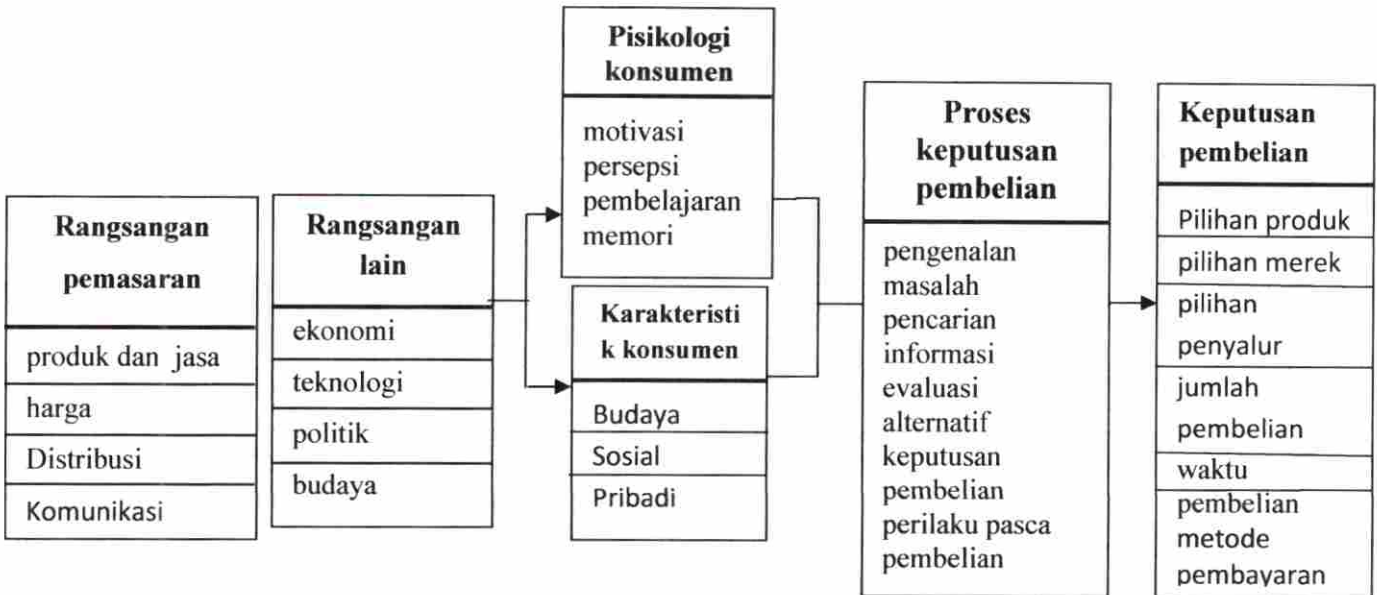 Rangsangan
pemasaran
produk dan jasa
harga
Distribusi
Komunikasi
Rangsangan
lain
ekonomi
teknologi
politik
budaya
Pisikologi
konsumen
motivasi
persepsi
pembelajaran
memori
Karakteristi
k konsumen
Budaya
Sosial
Pribadi
Proses
keputusan
pembelian
pengenalan
masalah
pencarian
informasi
evaluasi
alternatif
keputusan
pembelian
perilaku pasca
pembelian
Keputusan
pembelian
Pilihan produk
pilihan merek
pilihan
penyalur
jumlah
pembelian
waktu
pembelian
metode
pembayaran